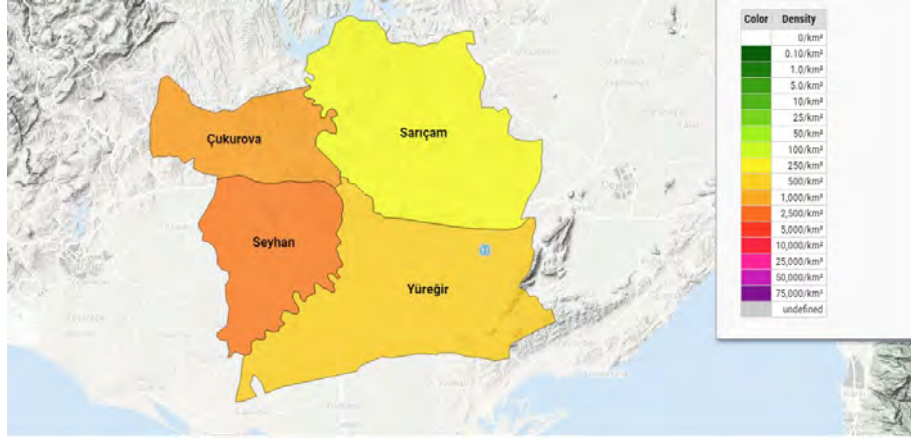 Color Density
0/km²
0.10/km²
1.0/km²
5.0/km²
10/km²
25/km²
50/km²
100/km²
250/km²
500/km²
1,000/km²
2,500/km²
5,000/km²
10,000/km²
25,000/km²
50,000/km²
75,000/km²
undefined
Çukurova
Sarıçam
Seyhan
Yüreğir